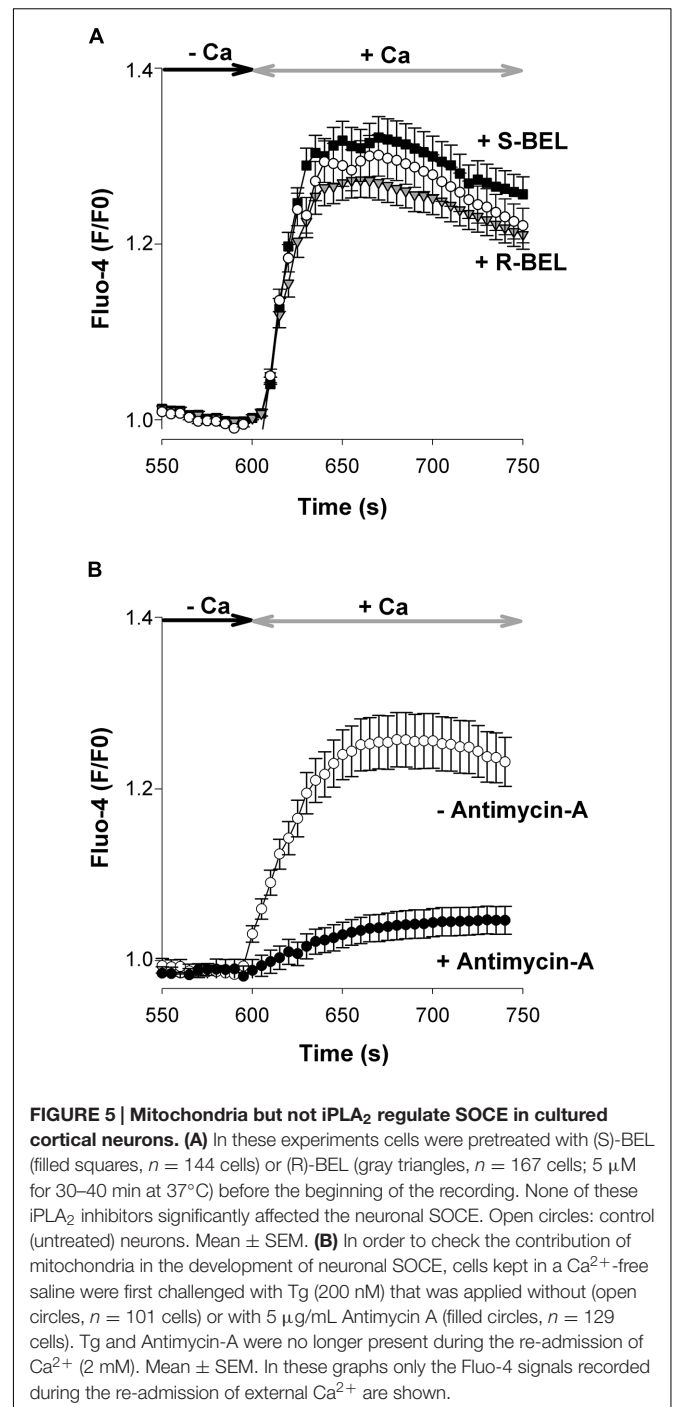 A
- Ca
+ Ca
1.4
+ S-BEL
1.2
+ R-BEL
Fluo-4 (F/F0)
1.0
550 600 650 700 750
Time (s)
B
- Ca
+ Ca
1.4
1.2
- Antimycin-A
Fluo-4 (F/F0)
1.0
+ Antimycin-A
550 600 650 700 750
Time (s)
FIGURE 5 | Mitochondria but not iPLA₂ regulate SOCE in cultured
cortical neurons. (A) In these experiments cells were pretreated with (S)-BEL
(filled squares, n = 144 cells) or (R)-BEL (gray triangles, n = 167 cells; 5 μM
for 30–40 min at 37°C) before the beginning of the recording. None of these
iPLA₂ inhibitors significantly affected the neuronal SOCE. Open circles: control
(untreated) neurons. Mean ± SEM. (B) In order to check the contribution of
mitochondria in the development of neuronal SOCE, cells kept in a Ca²⁺-free
saline were first challenged with Tg (200 nM) that was applied without (open
circles, n = 101 cells) or with 5 μg/mL Antimycin A (filled circles, n = 129
cells). Tg and Antimycin-A were no longer present during the re-admission of
Ca²⁺ (2 mM). Mean ± SEM. In these graphs only the Fluo-4 signals recorded
during the re-admission of external Ca²⁺ are shown.